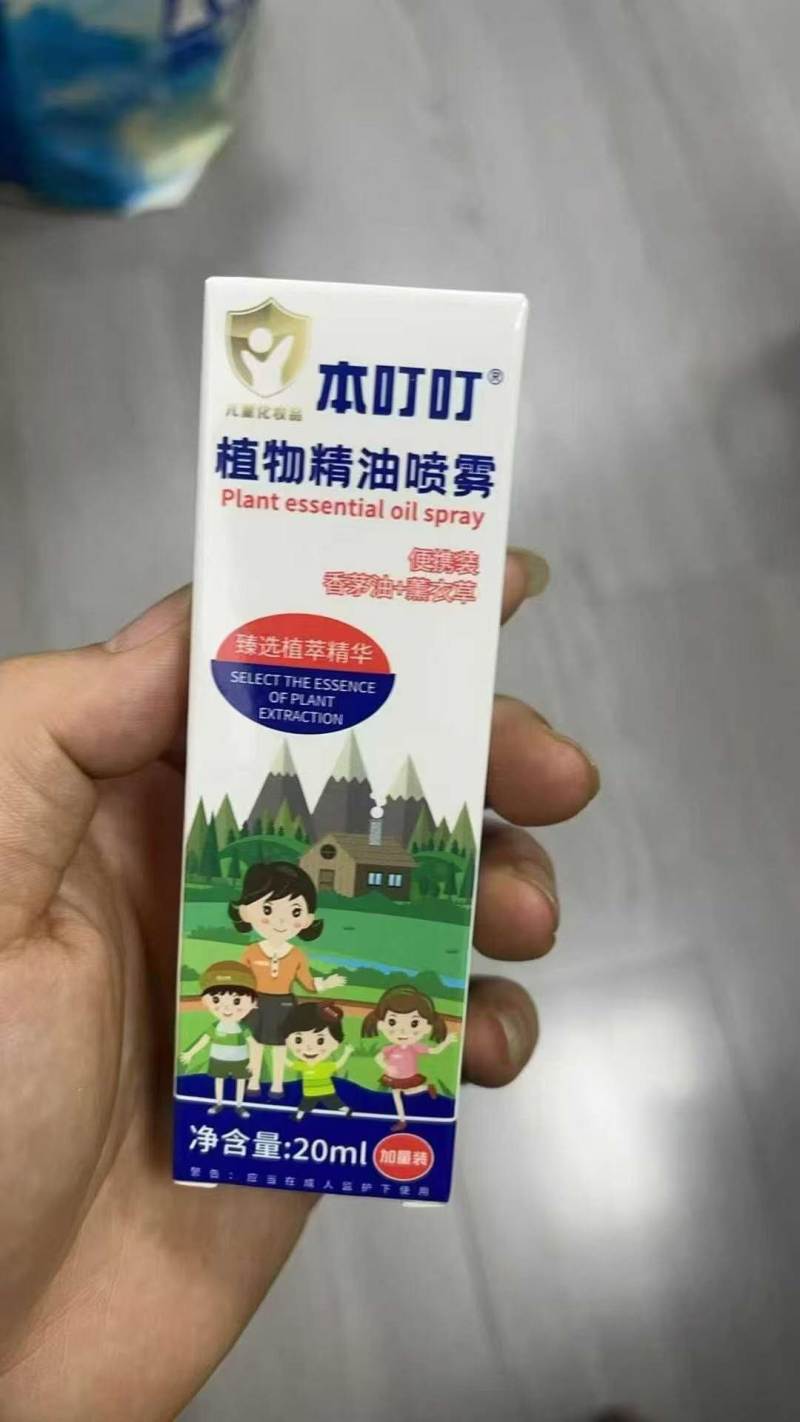 本叮叮®
儿童化妆品
植物精油喷雾
Plant essential oil spray
便携装
香茅油+薰衣草
臻选植萃精华
SELECT THE ESSENCE
OF PLANT
EXTRACTION
净含量:20ml
加量装
警告：应当在成人监护下使用